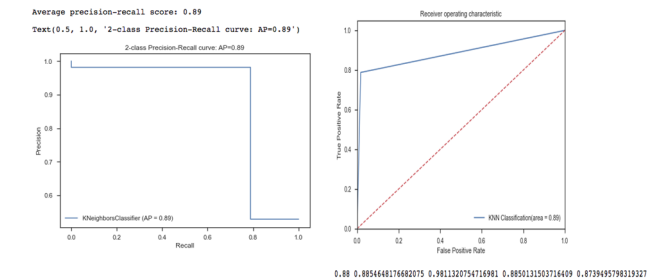 Average precision-recall score: 0.89
Text(0.5, 1.0, '2-class Precision-Recall curve: AP=0.89')
2-class Precision-Recall curve: AP=0.89
1.0
0.9
0.8
0.7
0.6
Precision
KNeighborsClassifier (AP = 0.89)
0.0 0.2 0.4 0.6 0.8 1.0
Recall
Receiver operating characteristic
1.0
0.8
0.6
0.4
0.2
0.0
True Positive Rate
KNN Classification(area = 0.89)
0.0 0.2 0.4 0.6 0.8 1.0
False Positive Rate
0.88 0.8854648176682075 0.9811320754716981 0.8850131503716409 0.8739495798319327